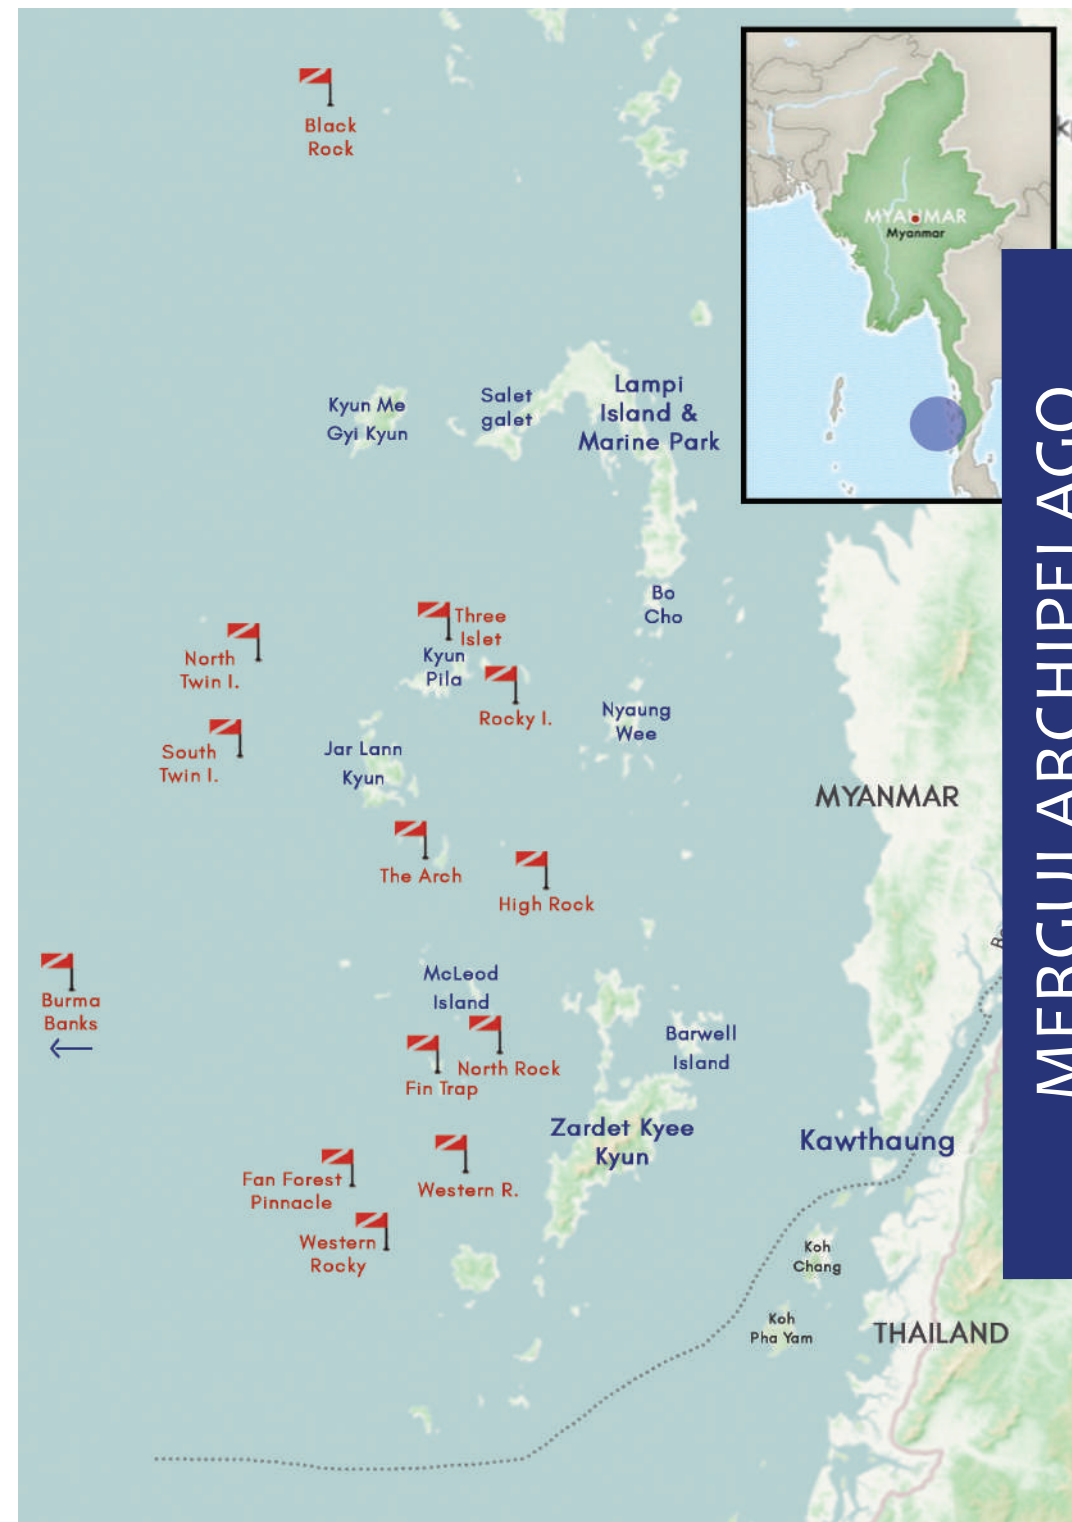 Black
Rock
MYANMAR
Myanmar
Kyun Me
Gyi Kyun
Salet
galet
Lampi
Island &
Marine Park
Bo
Cho
Three
Islet
North
Twin I.
Kyun
Pila
Rocky I.
Nyaung
Wee
South
Twin I.
Jar Lann
Kyun
MYANMAR
The Arch
High Rock
McLeod
Island
Burma
Banks
Barwell
Island
North Rock
Fin Trap
Zardet Kyee
Kyun
Kawthaung
Fan Forest
Pinnacle
Western R.
Western
Rocky
Koh
Chang
Koh
Pha Yam
THAILAND
MERGUI ARCHIPELAGO